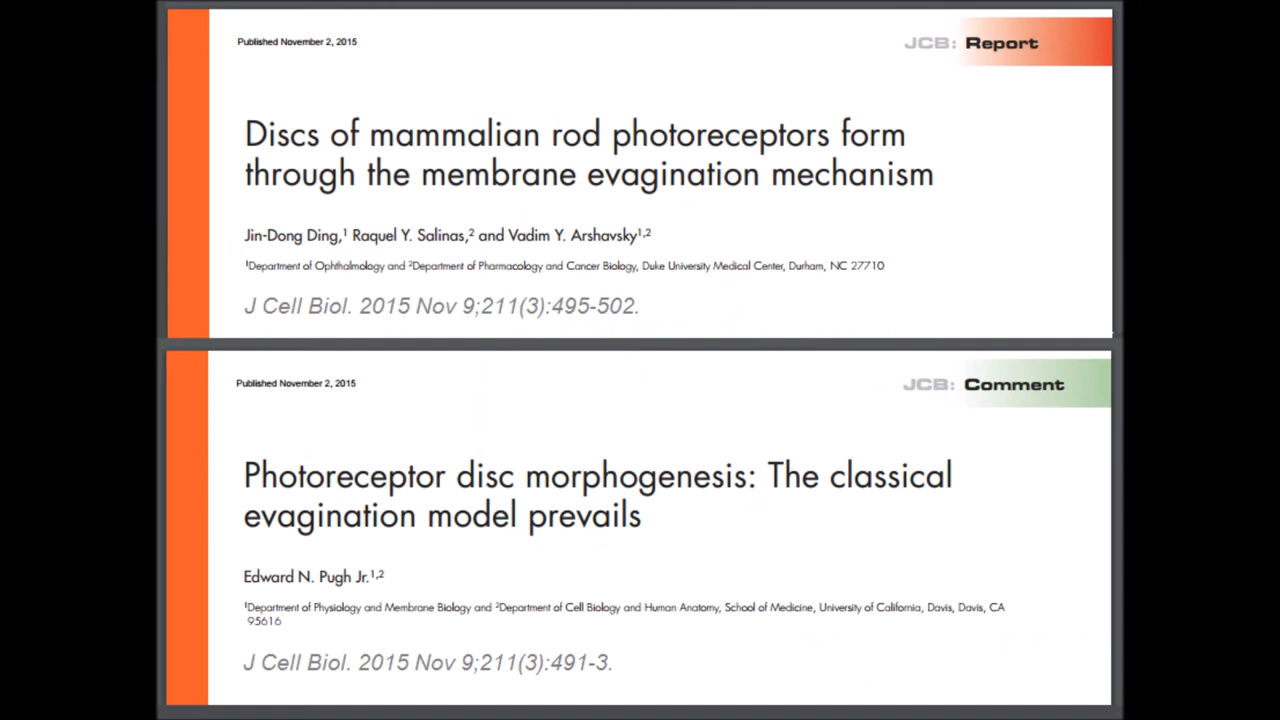 Published November 2, 2015
JCB: Report
Discs of mammalian rod photoreceptors form
through the membrane evagination mechanism
Jin-Dong Ding,¹ Raquel Y. Salinas,² and Vadim Y. Arshavsky¹,²
¹Department of Ophthalmology and ²Department of Pharmacology and Cancer Biology, Duke University Medical Center, Durham, NC 27710
J Cell Biol. 2015 Nov 9;211(3):495-502.
Published November 2, 2015
JCB: Comment
Photoreceptor disc morphogenesis: The classical
evagination model prevails
Edward N. Pugh Jr.¹,²
¹Department of Physiology and Membrane Biology and ²Department of Cell Biology and Human Anatomy, School of Medicine, University of California, Davis, Davis, CA
95616
J Cell Biol. 2015 Nov 9;211(3):491-3.